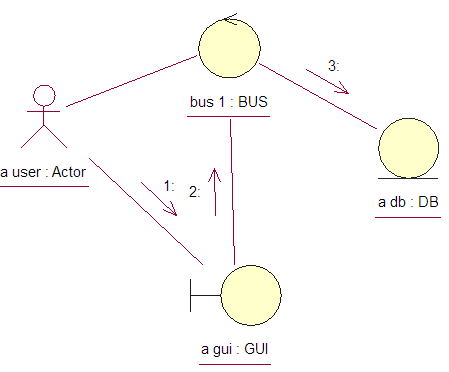 3:
bus 1 : BUS
a user : Actor
1:
2:
a db : DB
a gui : GUI